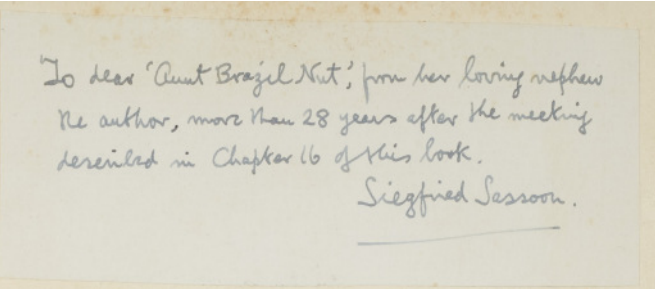 To dear 'Aunt Brazil Nut', from her loving nephew
the author, more than 28 years after the meeting
described in Chapter 16 of this book.
Siegfried Sassoon.